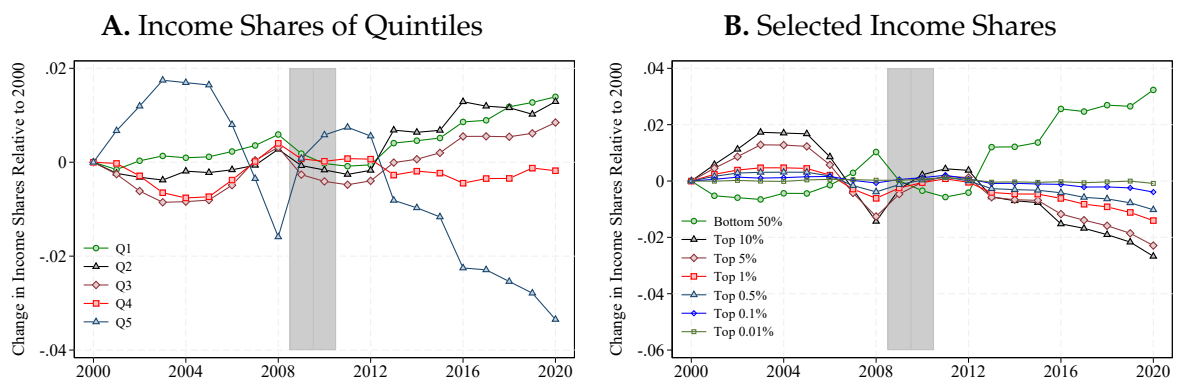 A. Income Shares of Quintiles
Change in Income Shares Relative to 2000
.02
0
-.02
-.04
Q1
Q2
Q3
Q4
Q5
2000 2004 2008 2012 2016 2020
B. Selected Income Shares
Change in Income Shares Relative to 2000
.04
.02
0
-.02
-.04
-.06
Bottom 50%
Top 10%
Top 5%
Top 1%
Top 0.5%
Top 0.1%
Top 0.01%
2000 2004 2008 2012 2016 2020